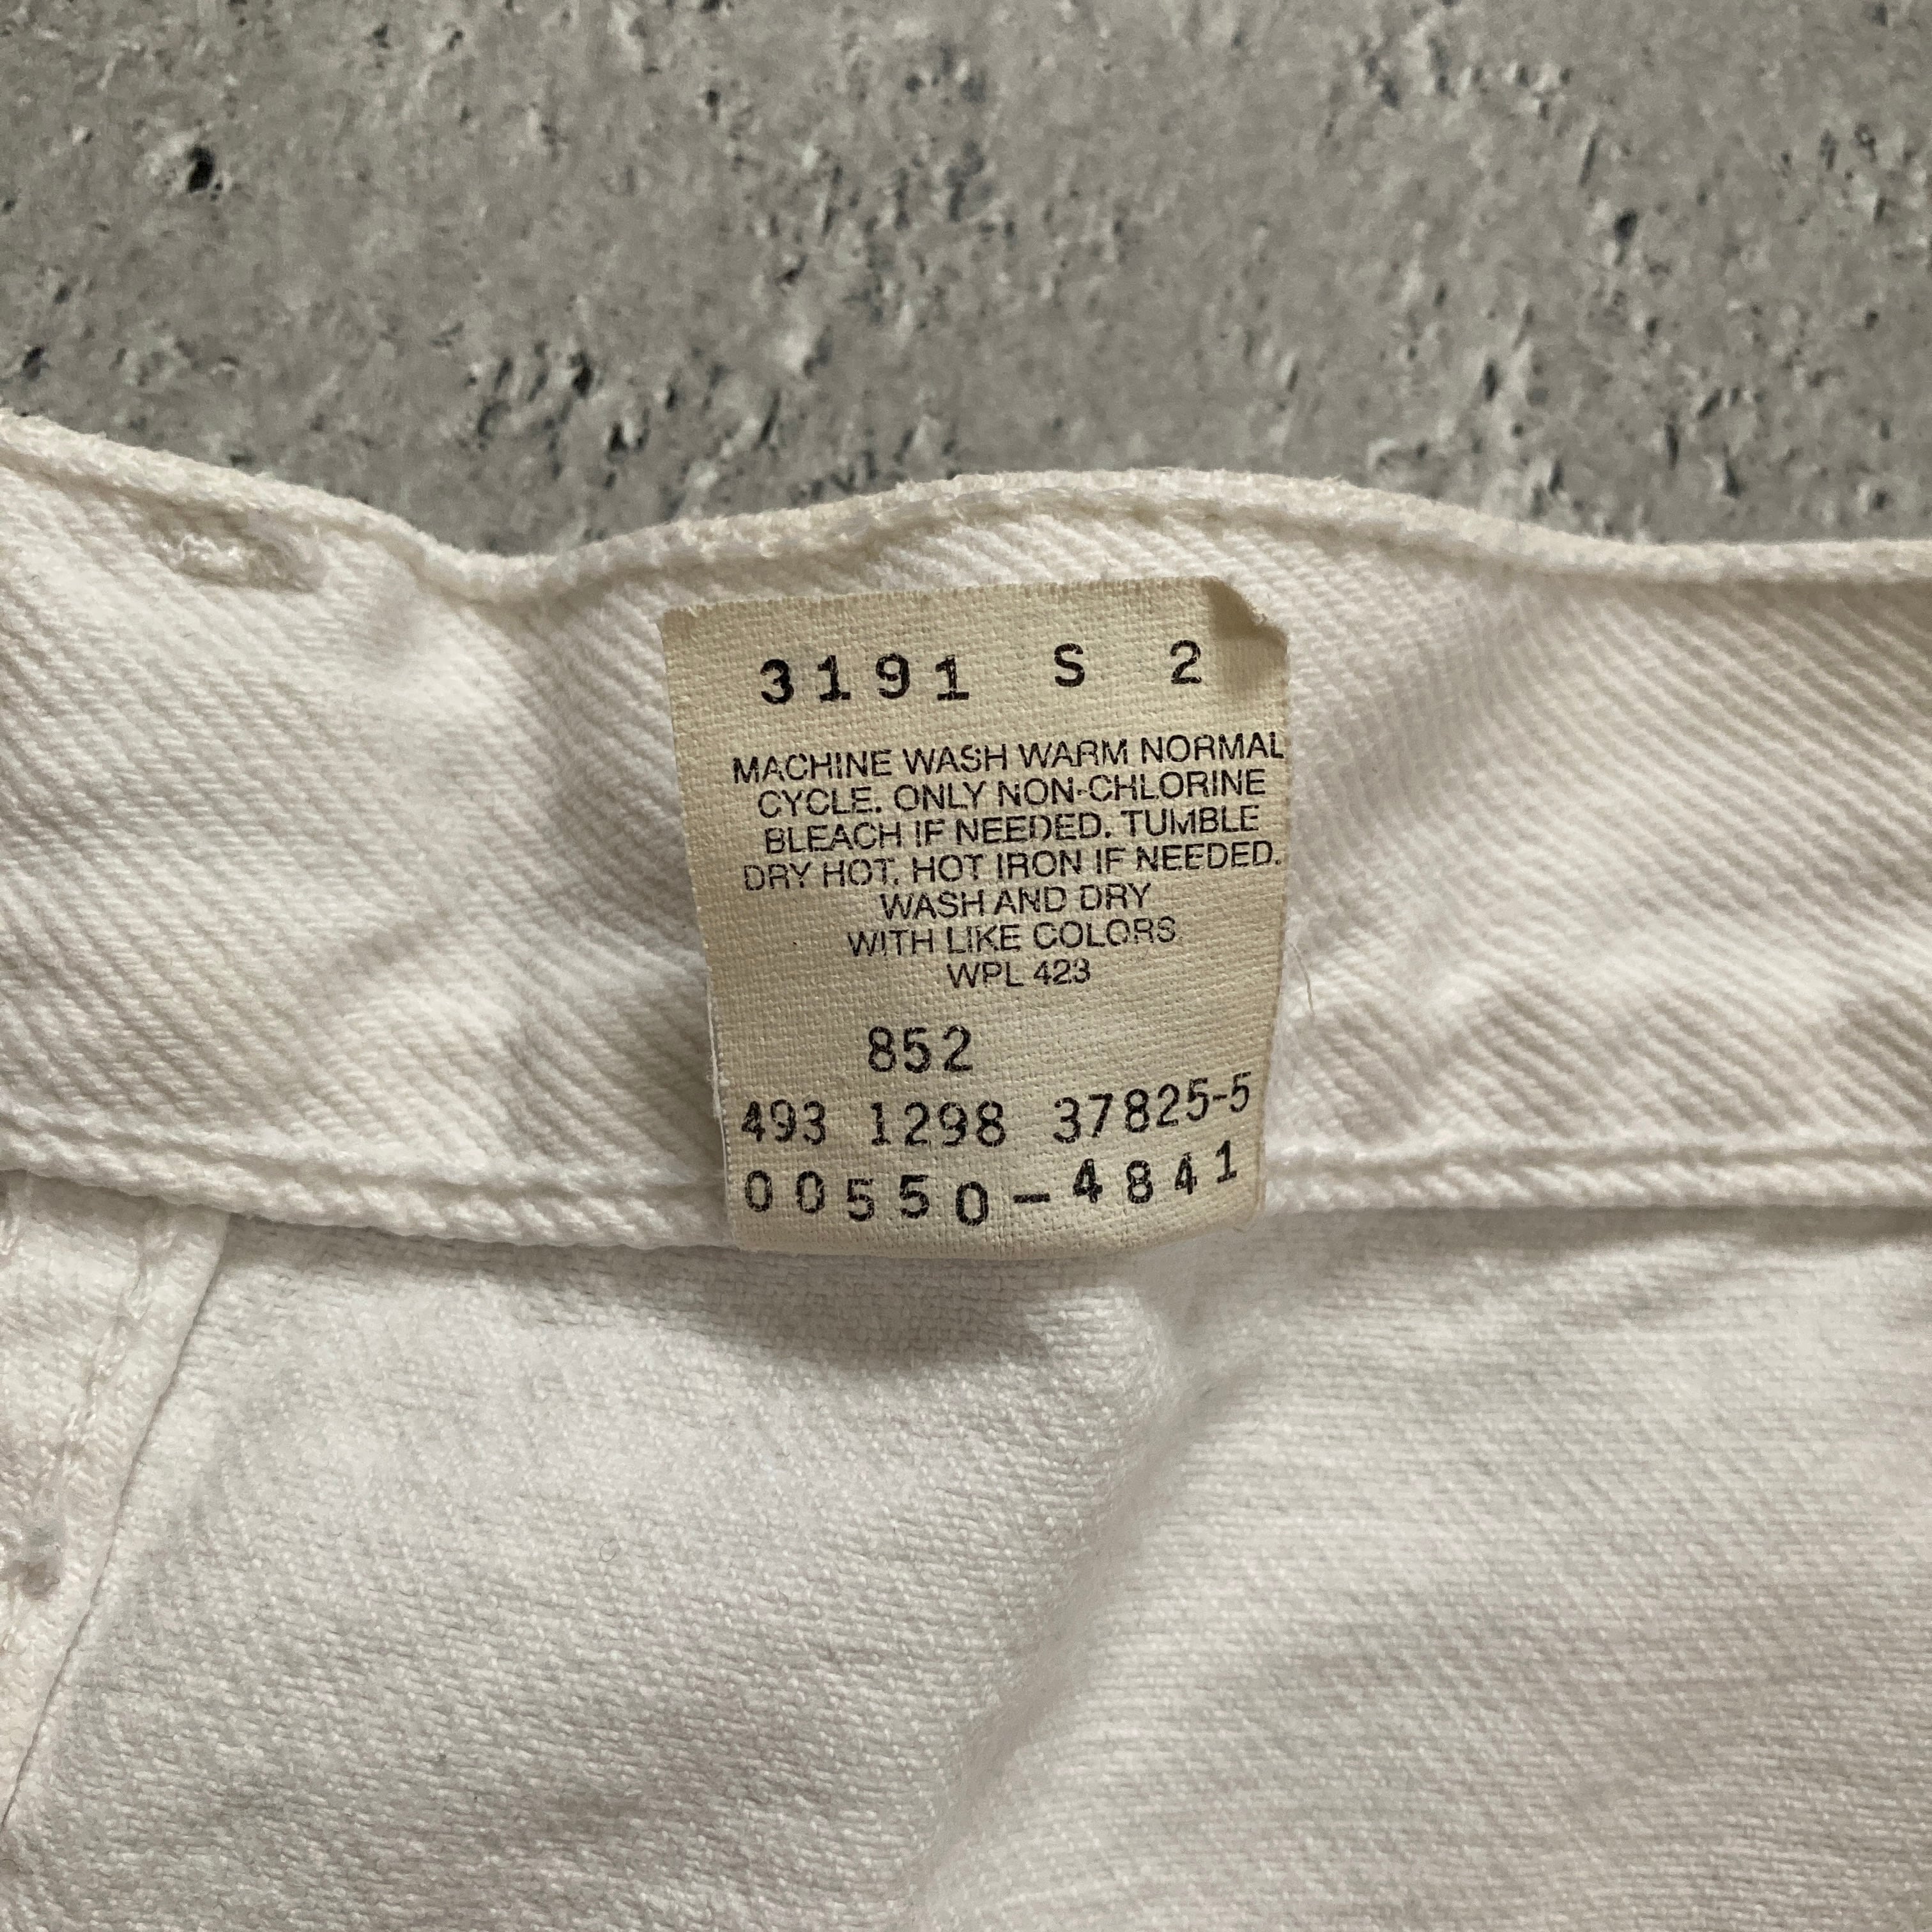 3191 S 2
MACHINE WASH WARM NORMAL
CYCLE. ONLY NON-CHLORINE
BLEACH IF NEEDED. TUMBLE
DRY HOT. HOT IRON IF NEEDED.
WASH AND DRY
WITH LIKE COLORS
WPL 423
852
493 1298 37825-5
00550-4841